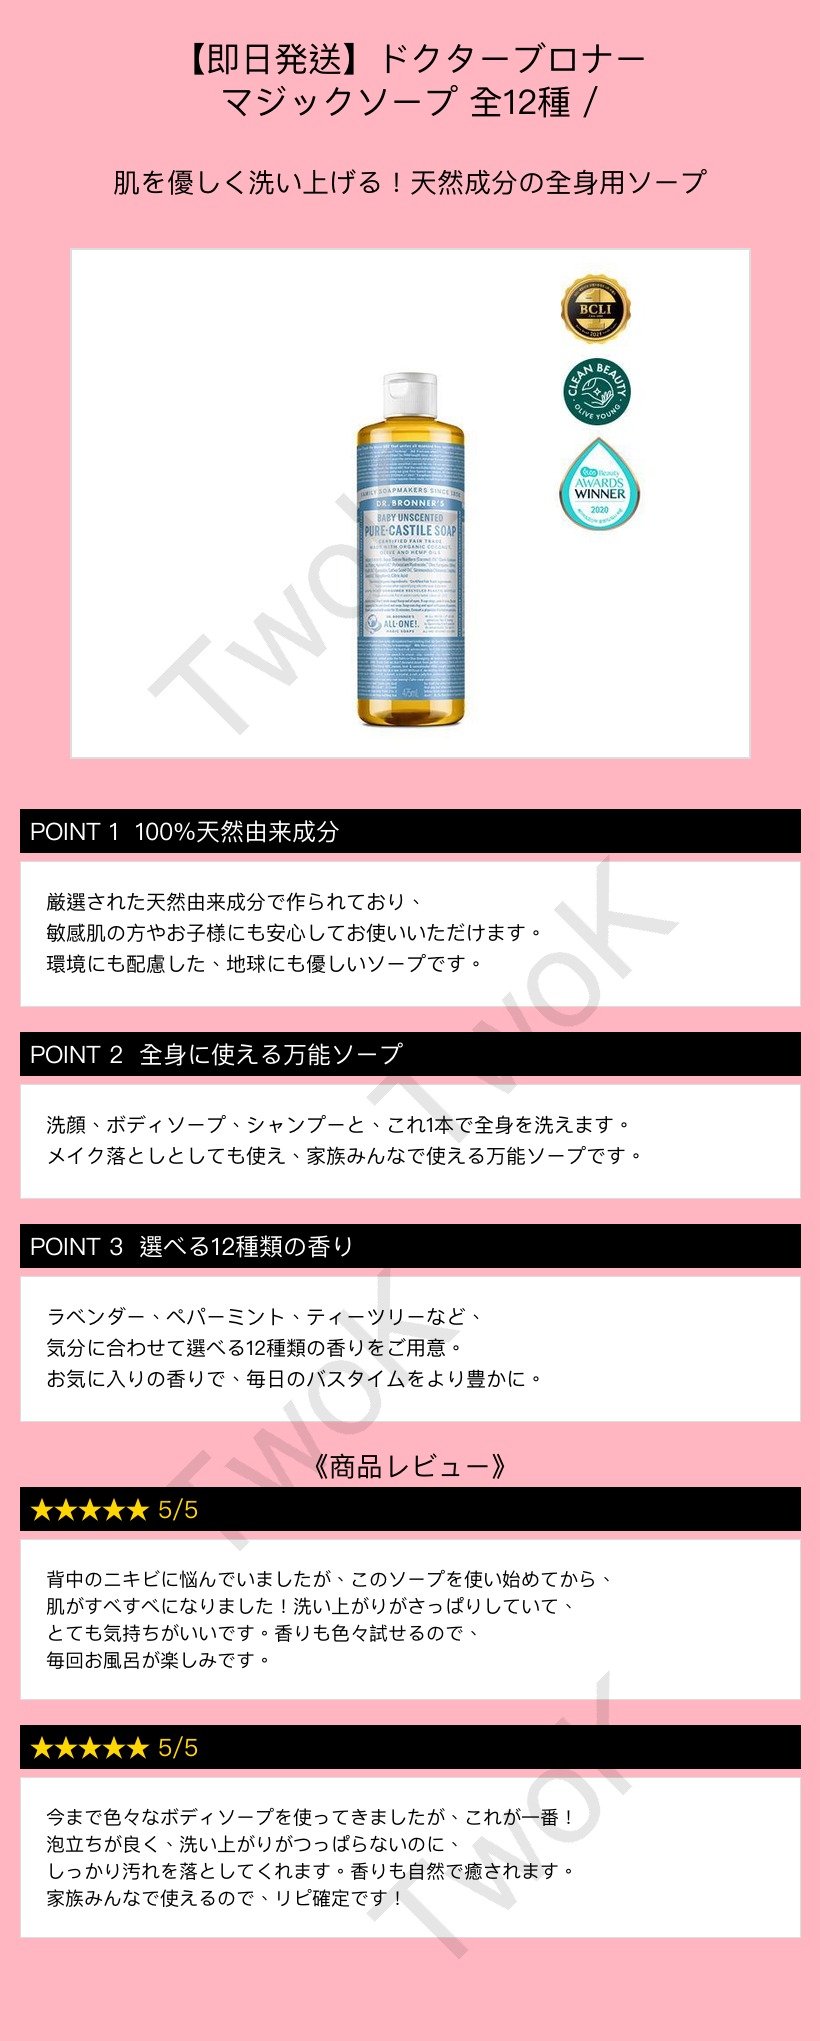 【即日発送】ドクターブロナー
マジックソープ 全12種 /
肌を優しく洗い上げる！天然成分の全身用ソープ
BCLI
2021
CLEAN BEAUTY
OLIVE YOUNG
Beauty
AWARDS
WINNER
2020
FAMILY SOAPMAKERS SINCE 1858
DR. BRONNER'S
BABY UNSCENTED
PURE-CASTILE SOAP
CERTIFIED FAIR TRADE
MADE WITH ORGANIC COCONUT,
OLIVE AND HEMP OILS
DR. BRONNER'S
ALL-ONE!
MAGIC SOAPS
475mL
TwoK
POINT 1 100%天然由来成分
厳選された天然由来成分で作られており、
敏感肌の方やお子様にも安心してお使いいただけます。
環境にも配慮した、地球にも優しいソープです。
TwoK
POINT 2 全身に使える万能ソープ
洗顔、ボディソープ、シャンプーと、これ1本で全身を洗えます。
メイク落としとしても使え、家族みんなで使える万能ソープです。
POINT 3 選べる12種類の香り
ラベンダー、ペパーミント、ティーツリーなど、
気分に合わせて選べる12種類の香りをご用意。
お気に入りの香りで、毎日のバスタイムをより豊かに。
TwoK
《商品レビュー》
★★★★★ 5/5
背中のニキビに悩んでいましたが、このソープを使い始めてから、
肌がすべすべになりました！洗い上がりがさっぱりしていて、
とても気持ちがいいです。香りも色々試せるので、
毎回お風呂が楽しみです。
★★★★★ 5/5
今まで色々なボディソープを使ってきましたが、これが一番！
泡立ちが良く、洗い上がりがつっぱらないのに、
しっかり汚れを落としてくれます。香りも自然で癒されます。
家族みんなで使えるので、リピ確定です！
TwoK